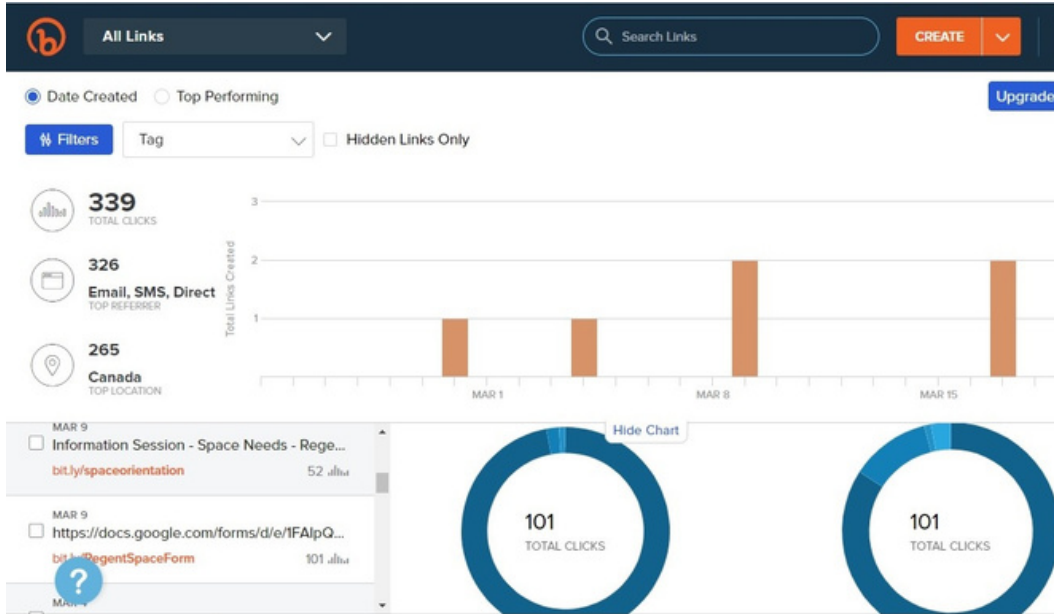 All Links
Search Links
CREATE
Date Created
Top Performing
Upgrade
Filters
Tag
Hidden Links Only
339
TOTAL CLICKS
326
Email, SMS, Direct
TOP REFERRER
265
Canada
TOP LOCATION
Total Links Created
3
2
1
MAR 1
MAR 8
MAR 15
Hide Chart
MAR 9
Information Session - Space Needs - Rege...
bit.ly/spaceorientation 52
MAR 9
https://docs.google.com/forms/d/e/1FAIpQ...
RegentSpaceForm 101
?
101
TOTAL CLICKS
101
TOTAL CLICKS